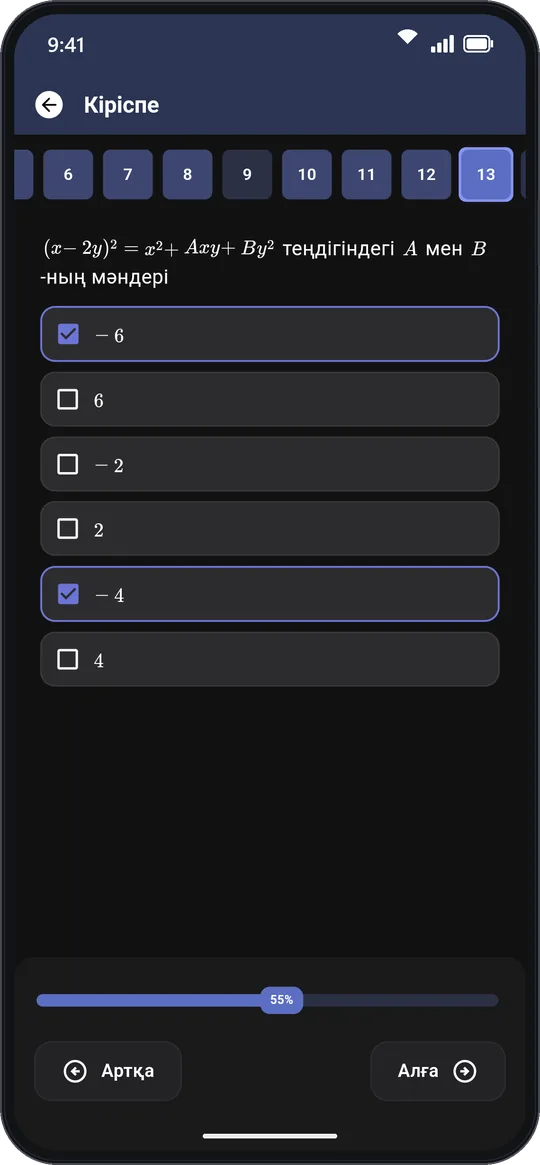 9:41
Кіріспе
6 7 8 9 10 11 12 13
(x− 2y)² = x²+ Axy+ By² теңдігіндегі A мен B
-ның мәндері
− 6
6
− 2
2
− 4
4
55%
Артқа Алға